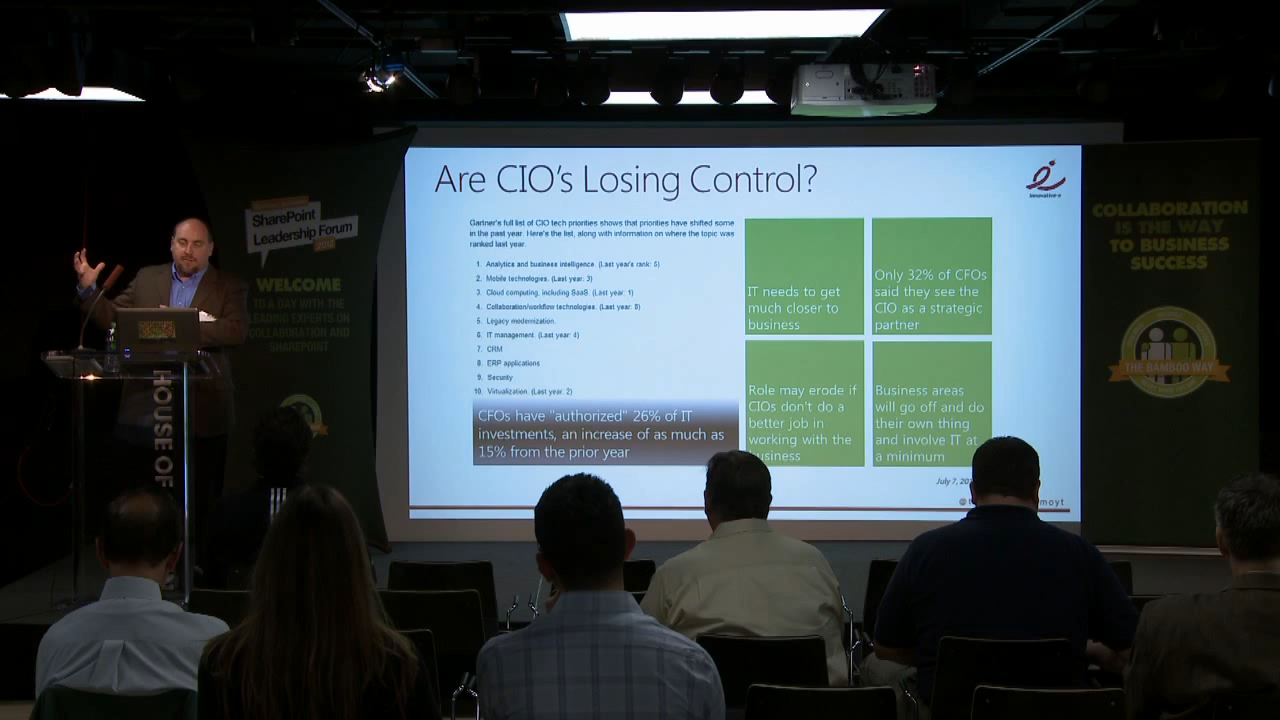 Are CIO's Losing Control?
innovative-e
Gartner's full list of CIO tech priorities shows that priorities have shifted some
in the past year. Here's the list, along with information on where the topic was
ranked last year.
1. Analytics and business intelligence. (Last year's rank: 5)
2. Mobile technologies. (Last year: 3)
3. Cloud computing, including SaaS. (Last year: 1)
4. Collaboration/workflow technologies. (Last year: 8)
5. Legacy modernization.
6. IT management. (Last year: 4)
7. CRM
8. ERP applications
9. Security
10. Virtualization. (Last year: 2)
CFOs have "authorized" 26% of IT
investments, an increase of as much as
15% from the prior year
IT needs to get
much closer to
business
Only 32% of CFOs
said they see the
CIO as a strategic
partner
Role may erode if
CIOs don't do a
better job in
working with the
business
Business areas
will go off and do
their own thing
and involve IT at
a minimum
July 7,
SharePoint
Leadership Forum
WELCOME
TO A DAY WITH THE
LEADING EXPERTS ON
COLLABORATION AND
SHAREPOINT
HOUSE OF
COLLABORATION
IS THE WAY
TO BUSINESS
SUCCESS
THE BAMBOO WAY